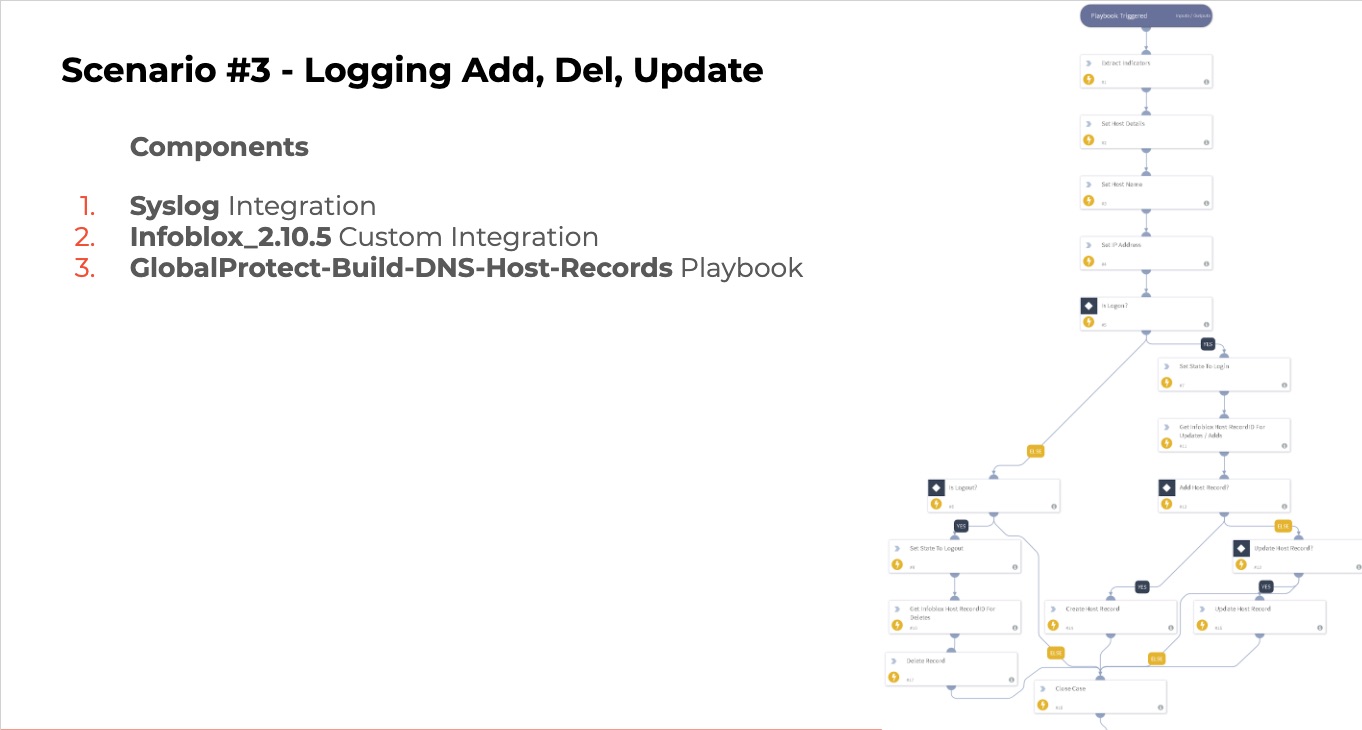 Scenario #3 - Logging Add, Del, Update
Components
1. Syslog Integration
2. Infoblox_2.10.5 Custom Integration
3. GlobalProtect-Build-DNS-Host-Records Playbook
Playbook Triggered
Inputs / Outputs
Extract Indicators
Set Host Details
Set Host Name
Set IP Address
Is Logon?
YES
Set State To Login
Get Infoblox Host Record ID For
Updates / Adds
ELSE
Is Logout?
Add Host Record?
YES
ELSE
Set State To Logout
Update Host Record?
YES
YES
Get Infoblox Host Record ID For
Deletes
Create Host Record
Update Host Record
ELSE
ELSE
Delete Record
Close Case